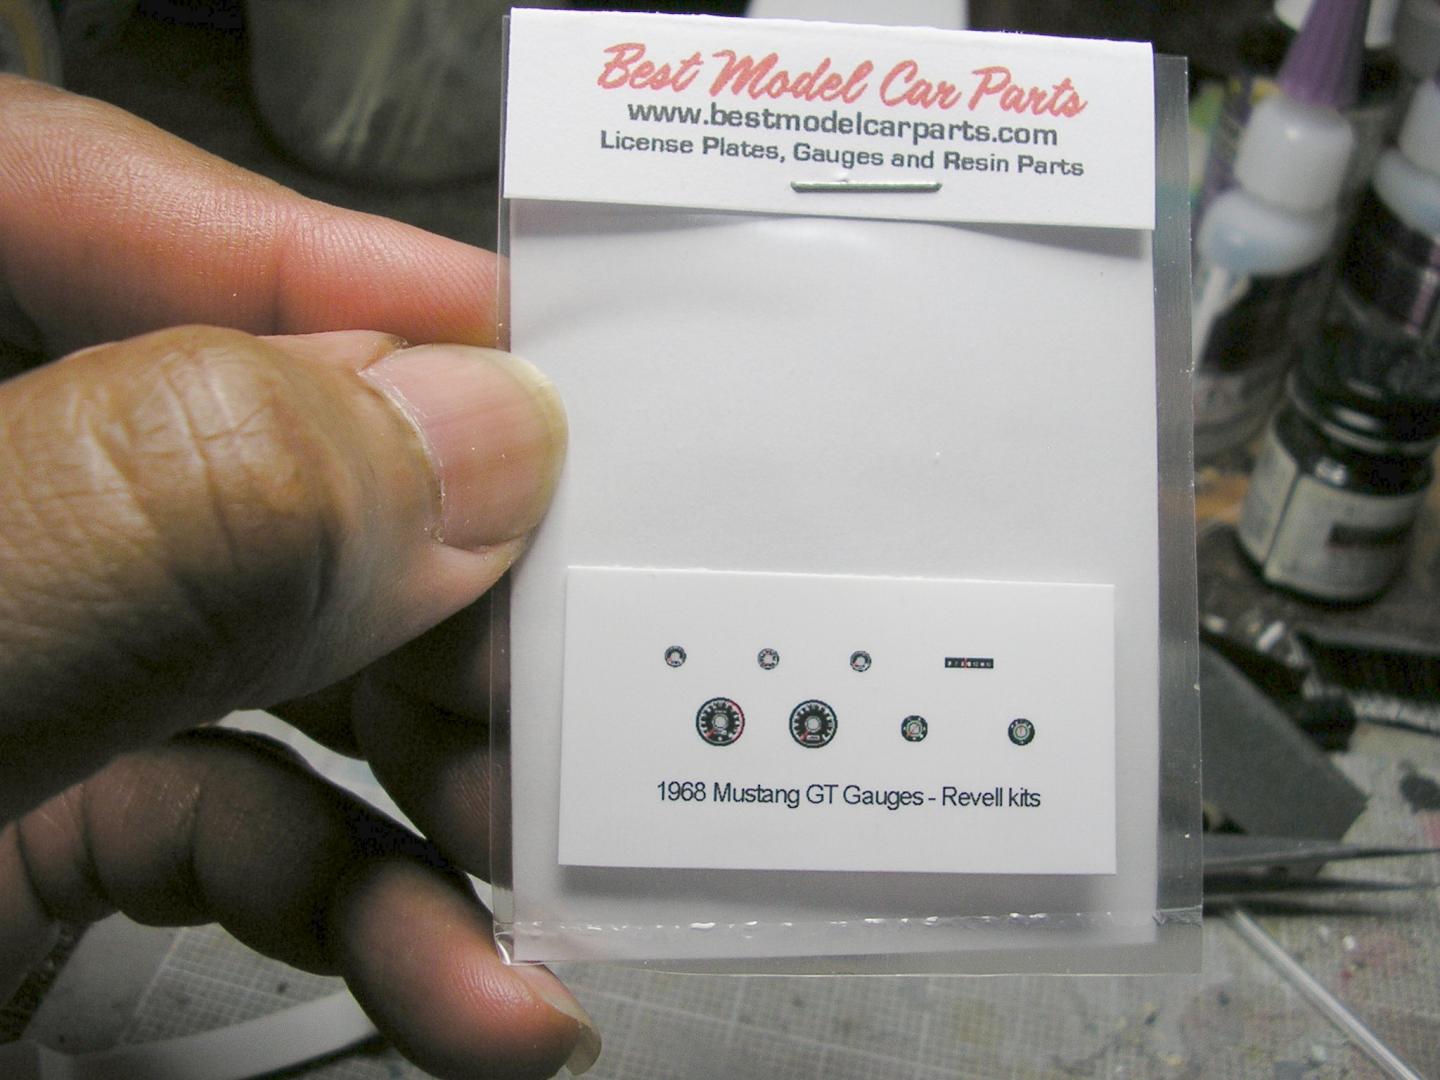 Best Model Car Parts
www.bestmodelcarparts.com
License Plates, Gauges and Resin Parts
1968 Mustang GT Gauges - Revell kits